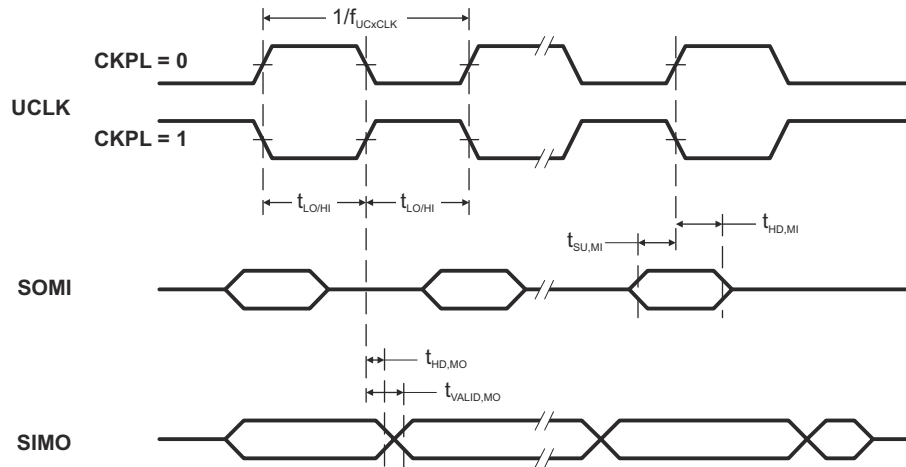 1/fUCxCLK
CKPL = 0
UCLK
CKPL = 1
tLO/HI tLO/HI
tHD,MI
tSU,MI
SOMI
tHD,MO
tVALID,MO
SIMO